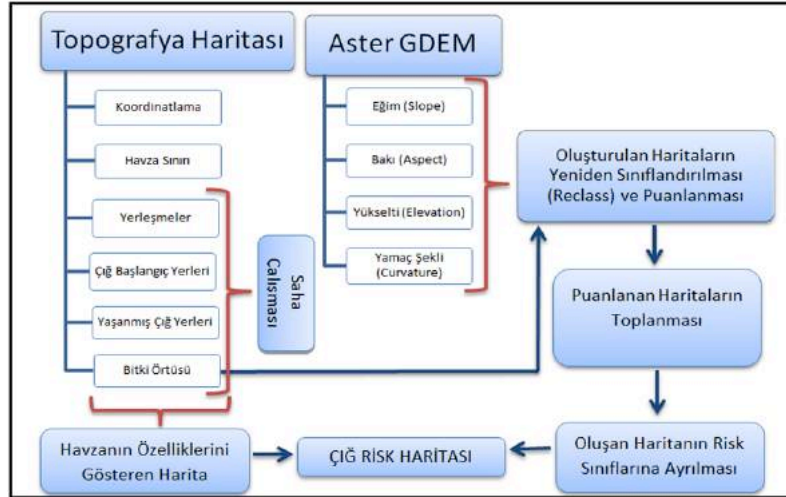 Topografya Haritası
Koordinatlama
Havza Sınırı
Yerleşmeler
Çığ Başlangıç Yerleri
Yaşanmış Çığ Yerleri
Bitki Örtüsü
Saha
Çalışması
Havzanın Özelliklerini
Gösteren Harita
Aster GDEM
Eğim (Slope)
Bakı (Aspect)
Yükselti (Elevation)
Yamaç Şekli
(Curvature)
Oluşturulan Haritaların
Yeniden Sınıflandırılması
(Reclass) ve Puanlanması
Puanlanan Haritaların
Toplanması
Oluşan Haritanın Risk
Sınıflarına Ayrılması
ÇIĞ RİSK HARİTASI